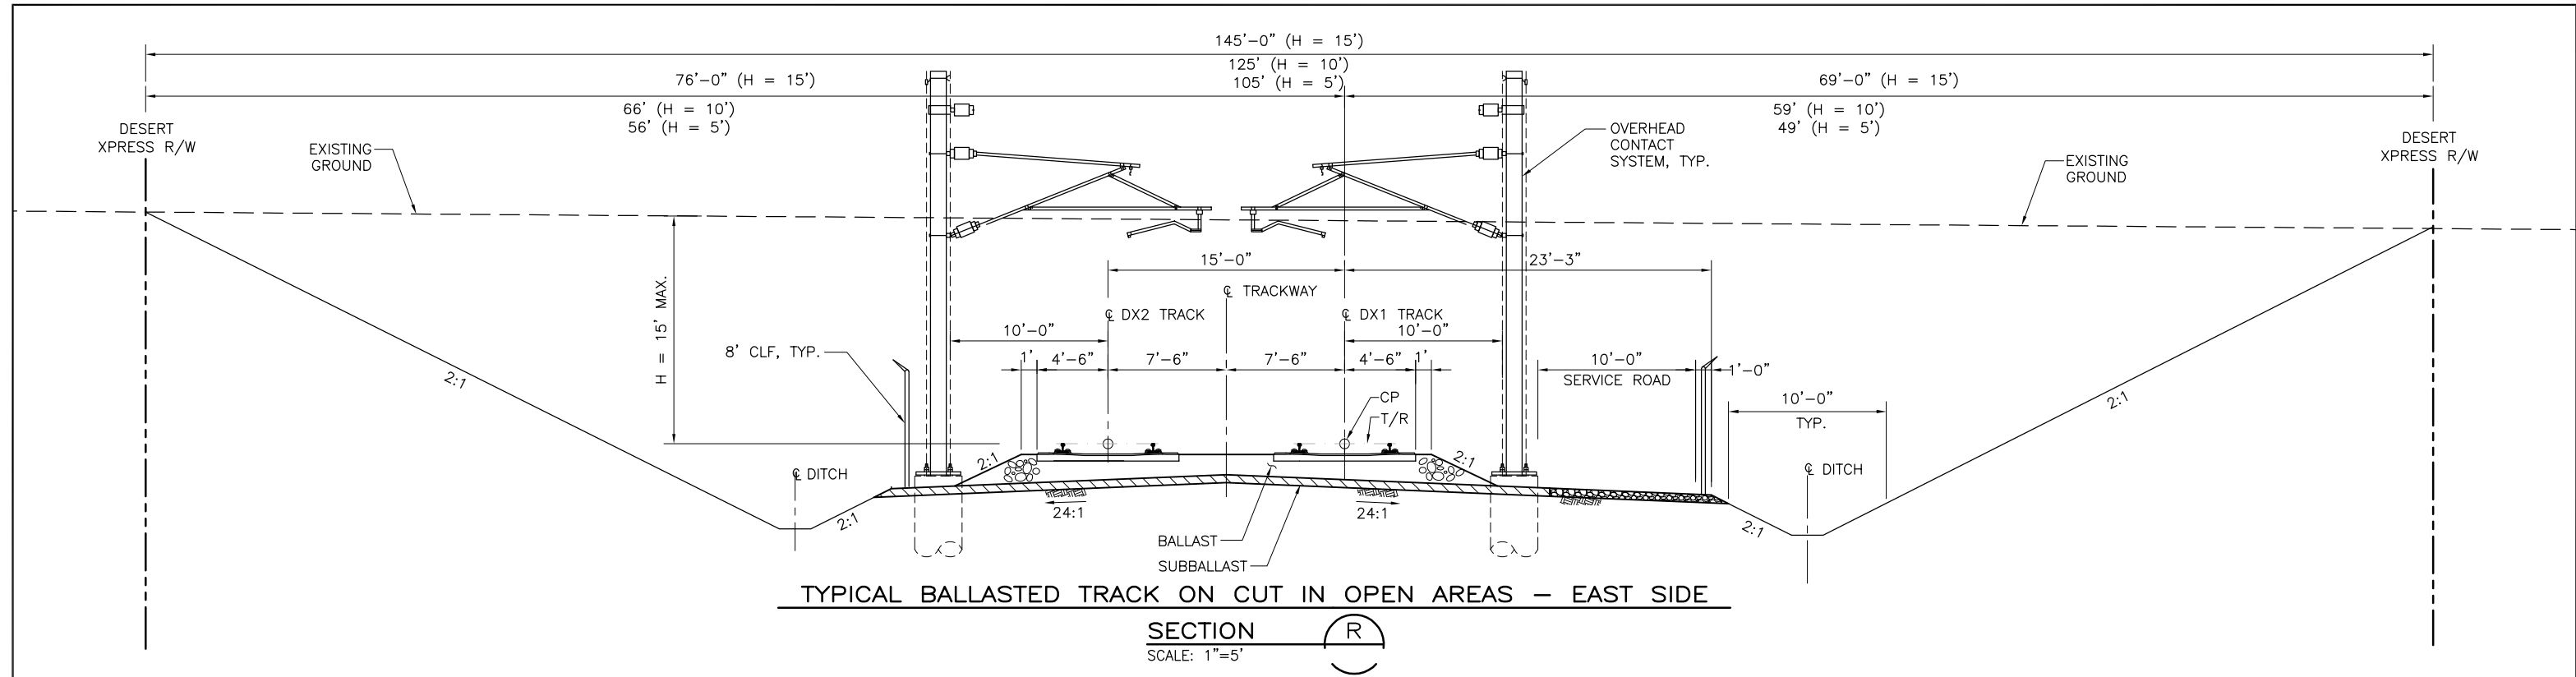 145'-0" (H = 15')
125' (H = 10')
105' (H = 5')
76'-0" (H = 15')
66' (H = 10')
56' (H = 5')
69'-0" (H = 15')
59' (H = 10')
49' (H = 5')
DESERT
XPRESS R/W
EXISTING
GROUND
OVERHEAD
CONTACT
SYSTEM, TYP.
EXISTING
GROUND
DESERT
XPRESS R/W
15'-0"
23'-3"
℄ TRACKWAY
℄ DX2 TRACK
℄ DX1 TRACK
H = 15' MAX.
10'-0"
10'-0"
8' CLF, TYP.
1'
4'-6"
7'-6"
7'-6"
4'-6"
1'
10'-0"
SERVICE ROAD
1'-0"
10'-0"
TYP.
2:1
2:1
CP
T/R
℄ DITCH
2:1
2:1
℄ DITCH
2:1
2:1
24:1
24:1
BALLAST
SUBBALLAST
TYPICAL BALLASTED TRACK ON CUT IN OPEN AREAS – EAST SIDE
SECTION R
SCALE: 1"=5'